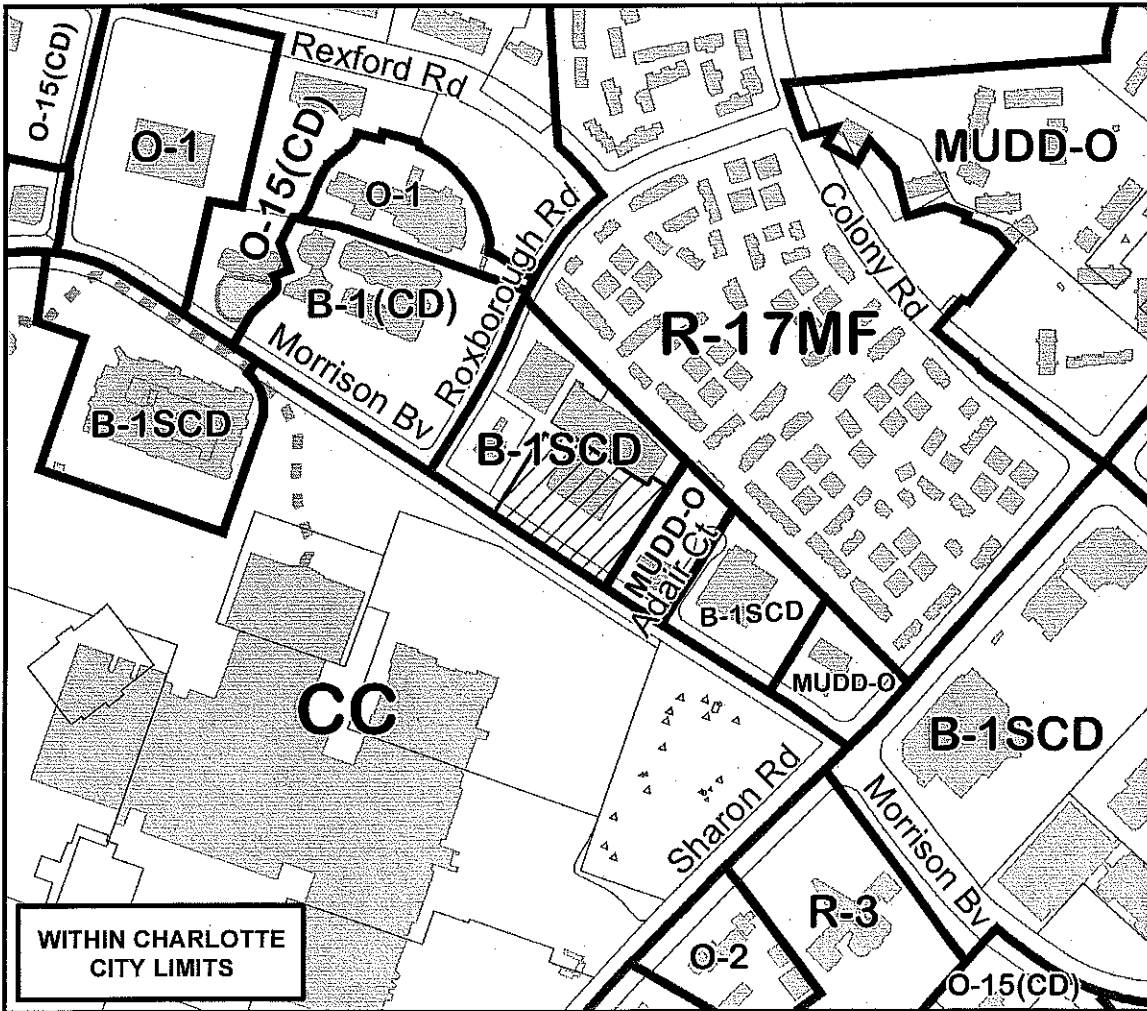 Rexford Rd
O-15(CD)
O-1
O-15(CD)
O-1
MUDD-O
Colony Rd
Roxborough Rd
B-1(CD)
R-17MF
Morrison Bv
B-1SCD
B-1SCD
MUDD-O
Adair Ct
B-1SCD
MUDD-O
CC
B-1SCD
Sharon Rd
Morrison Bv
R-3
O-2
O-15(CD)
WITHIN CHARLOTTE
CITY LIMITS